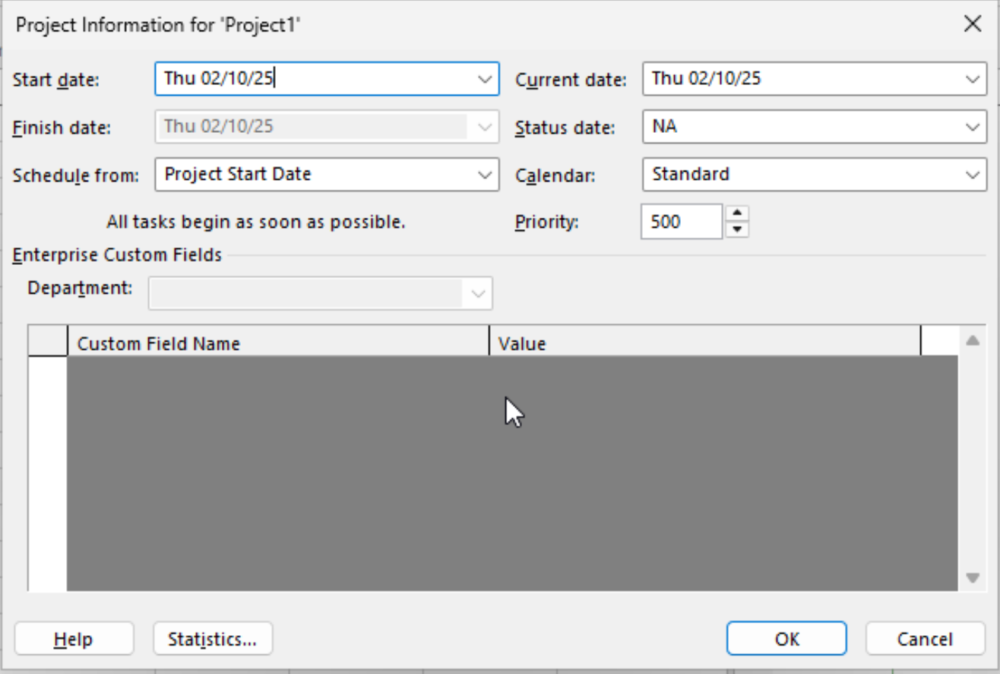 Project Information for 'Project1'
Start date: Thu 02/10/25 Current date: Thu 02/10/25
Finish date: Thu 02/10/25 Status date: NA
Schedule from: Project Start Date Calendar: Standard
All tasks begin as soon as possible. Priority: 500
Enterprise Custom Fields
Department:
Custom Field Name Value
Help Statistics... OK Cancel